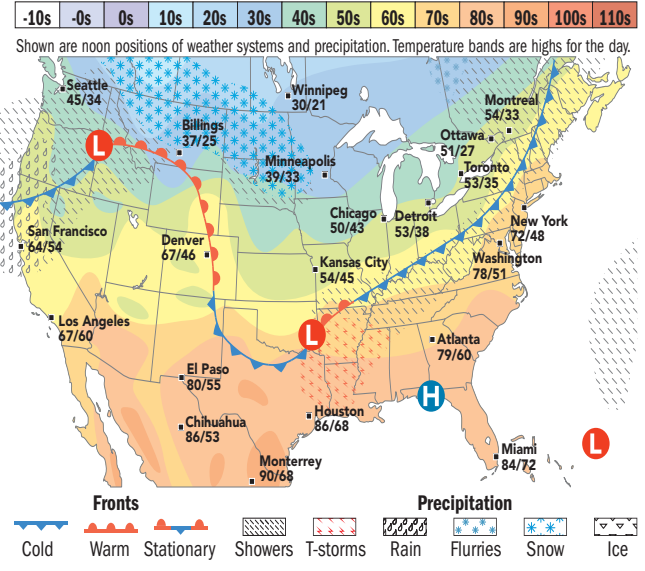 -10s -0s 0s 10s 20s 30s 40s 50s 60s 70s 80s 90s 100s 110s
Shown are noon positions of weather systems and precipitation. Temperature bands are highs for the day.
Seattle
45/34
Winnipeg
30/21
Montreal
54/33
Billings
37/25
Ottawa
51/27
L
Minneapolis
39/33
Toronto
53/35
Chicago
50/43
Detroit
53/38
New York
72/48
San Francisco
64/54
Denver
67/46
Kansas City
54/45
Washington
78/51
Los Angeles
67/60
L
Atlanta
79/60
El Paso
80/55
H
Chihuahua
86/53
Houston
86/68
L
Monterrey
90/68
Miami
84/72
Fronts
Precipitation
Cold Warm Stationary Showers T-storms Rain Flurries Snow Ice